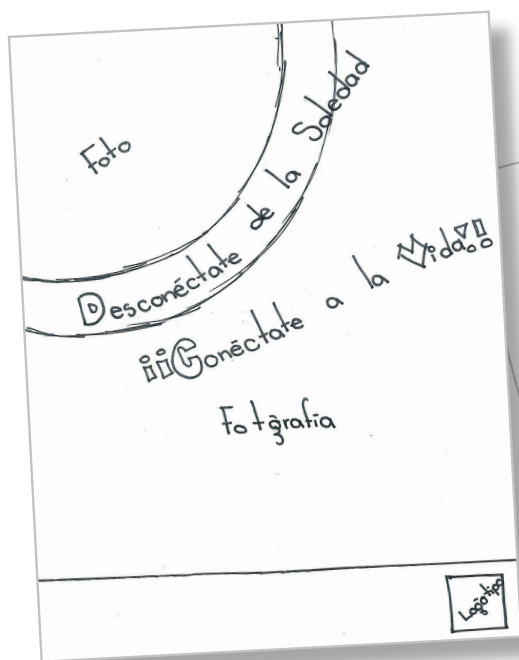 Foto
Desconéctate de la Soledad
¡¡Conéctate a la Vida!!
Fotografía
Logotipo